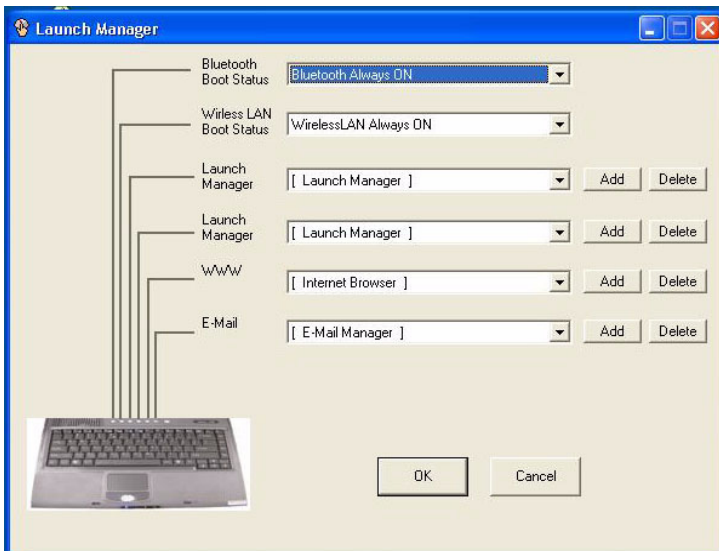 Launch Manager
Bluetooth
Boot Status
Bluetooth Always ON
Wirless LAN
Boot Status
WirelessLAN Always ON
Launch
Manager
[ Launch Manager ]
Add
Delete
Launch
Manager
[ Launch Manager ]
Add
Delete
WWW
[ Internet Browser ]
Add
Delete
E-Mail
[ E-Mail Manager ]
Add
Delete
OK
Cancel